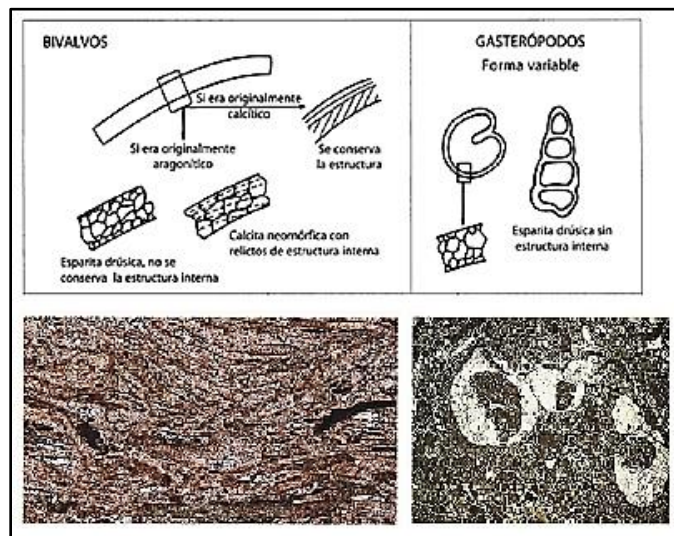 BIVALVOS
Si era originalmente
calcítico
Si era originalmente
aragonítico
Se conserva
la estructura
Esparita drúsica, no se
conserva la estructura interna
Calcita neomórfica con
relictos de estructura interna
GASTERÓPODOS
Forma variable
Esparita drúsica sin
estructura interna